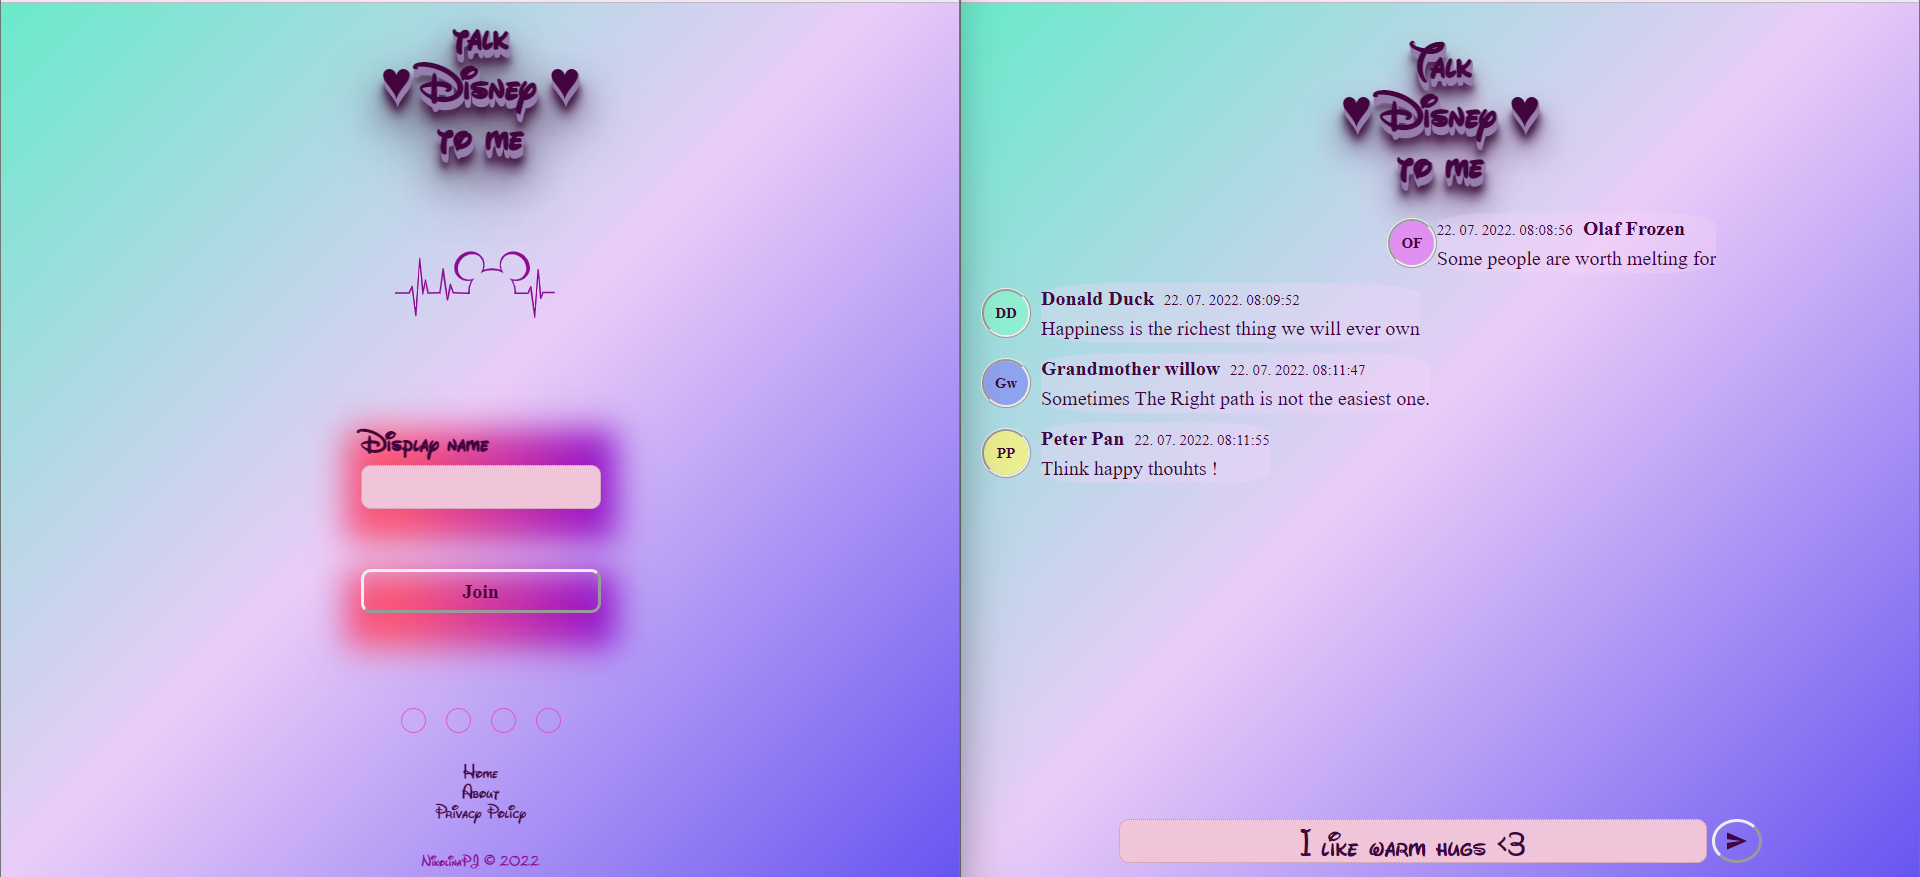 Talk
♥ Disney ♥
to me
Display name
Join
Home
About
Privacy Policy
NikolinaPJ © 2022
Talk
♥ Disney ♥
to me
OF
22. 07. 2022. 08:08:56 Olaf Frozen
Some people are worth melting for
DD
Donald Duck 22. 07. 2022. 08:09:52
Happiness is the richest thing we will ever own
Gw
Grandmother willow 22. 07. 2022. 08:11:47
Sometimes The Right path is not the easiest one.
PP
Peter Pan 22. 07. 2022. 08:11:55
Think happy thouhts !
I like warm hugs <3